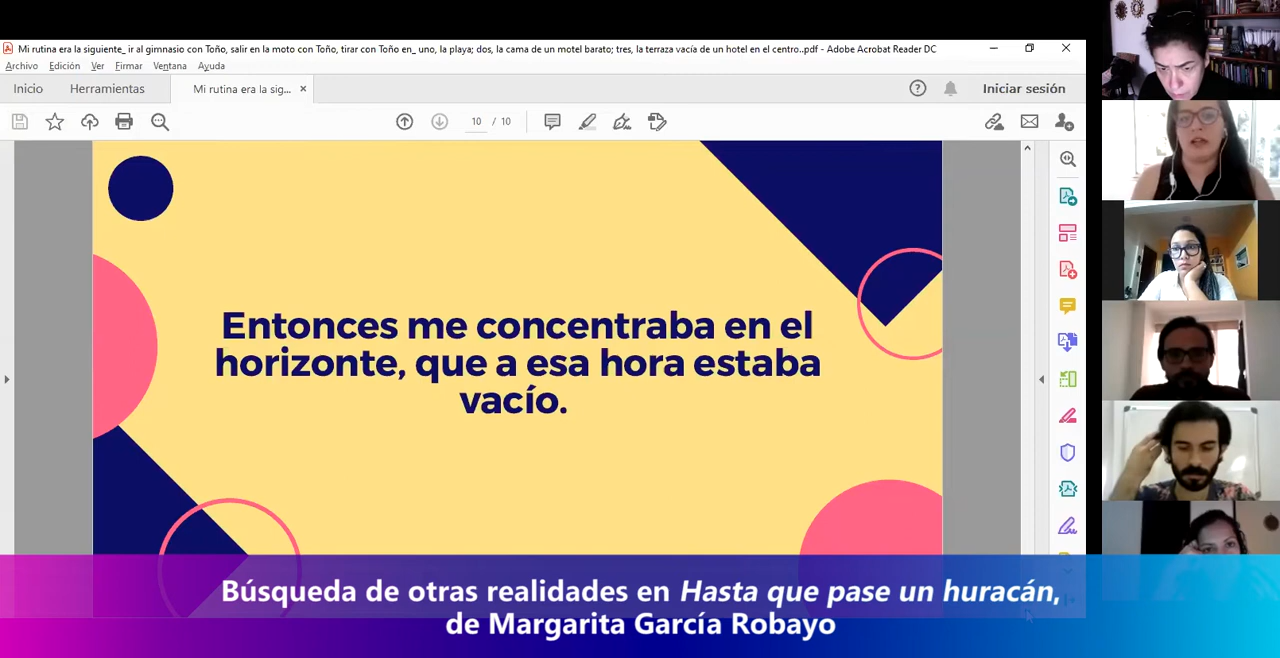 Mi rutina era la siguiente_ ir al gimnasio con Toño, salir en la moto con Toño, tirar con Toño en_ uno, la playa; dos, la cama de un motel barato; tres, la terraza vacía de un hotel en el centro..pdf - Adobe Acrobat Reader DC
Archivo Edición Ver Firmar Ventana Ayuda
Inicio Herramientas Mi rutina era la sig... Iniciar sesión
10 / 10
Entonces me concentraba en el
horizonte, que a esa hora estaba
vacío.
Búsqueda de otras realidades en Hasta que pase un huracán,
de Margarita García Robayo